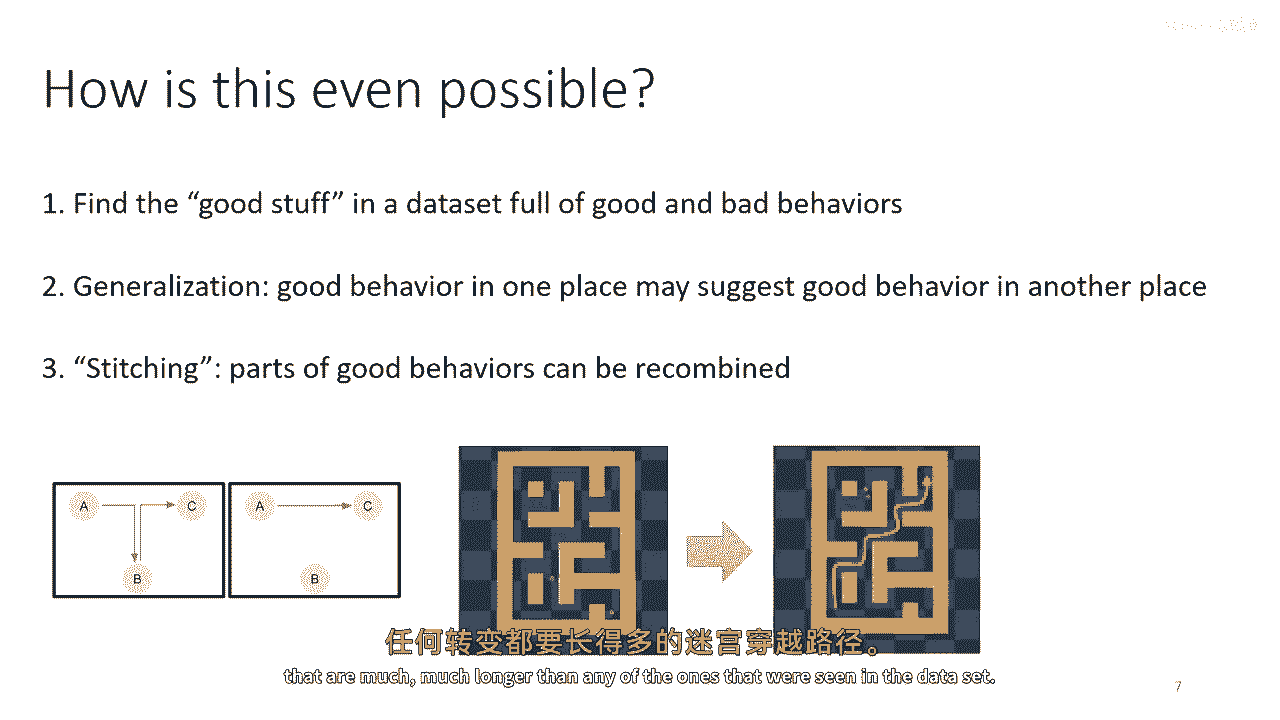 How is this even possible?
1. Find the “good stuff” in a dataset full of good and bad behaviors
2. Generalization: good behavior in one place may suggest good behavior in another place
3. “Stitching”: parts of good behaviors can be recombined
A C A C
B B
任何转变都要长得多的迷宫穿越路径。
that are much, much longer than any of the ones that were seen in the data set.
7